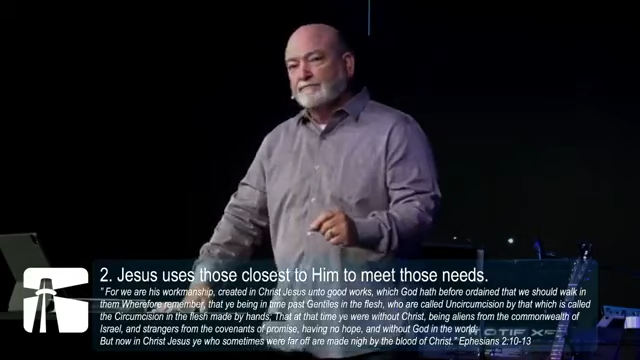 2. Jesus uses those closest to Him to meet those needs.
" For we are his workmanship, created in Christ Jesus unto good works, which God hath before ordained that we should walk in
them Wherefore remember, that ye being in time past Gentiles in the flesh, who are called Uncircumcision by that which is called
the Circumcision in the flesh made by hands; That at that time ye were without Christ, being aliens from the commonwealth of
Israel, and strangers from the covenants of promise, having no hope, and without God in the world;
But now in Christ Jesus ye who sometimes were far off are made nigh by the blood of Christ." Ephesians 2:10-13